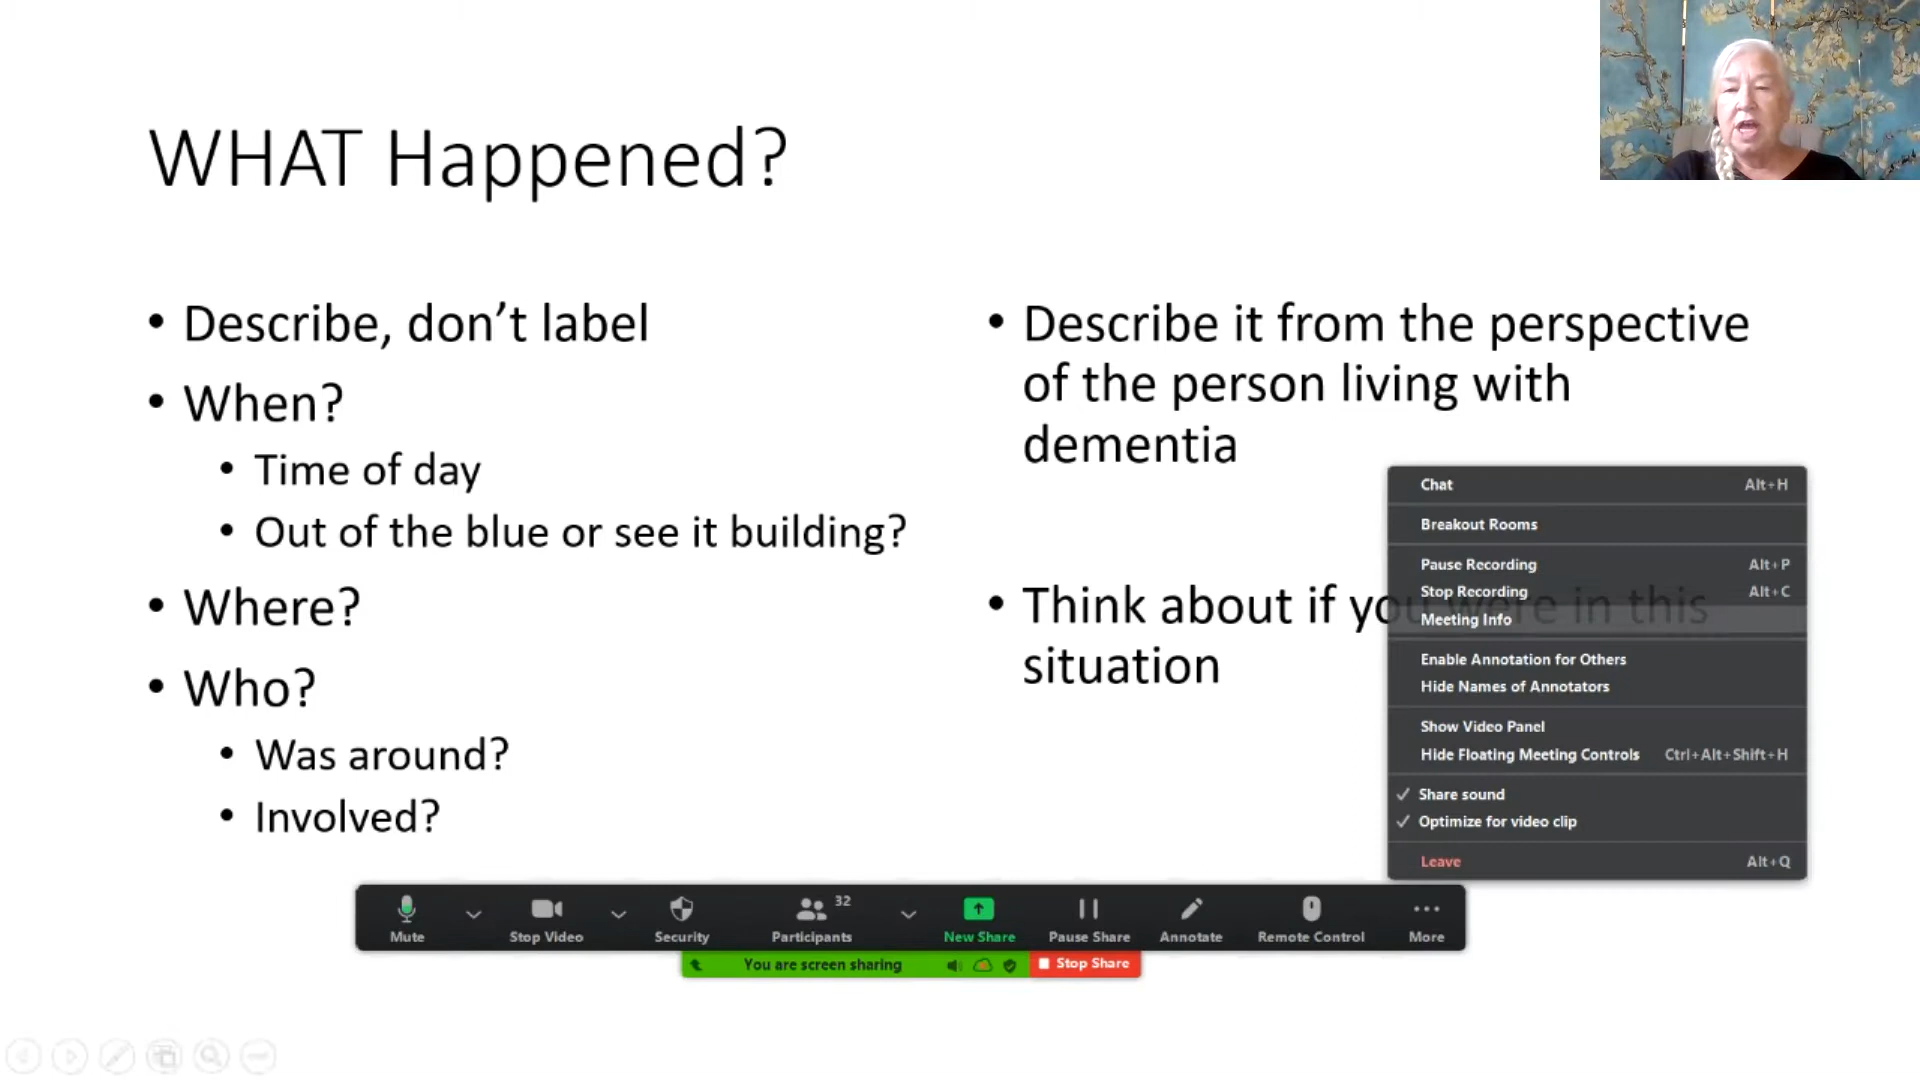 WHAT Happened?
• Describe, don’t label
• When?
• Time of day
• Out of the blue or see it building?
• Where?
• Who?
• Was around?
• Involved?
• Describe it from the perspective
of the person living with
dementia
• Think about if you were in this
situation
Chat Alt+H
Breakout Rooms
Pause Recording Alt+P
Stop Recording Alt+C
Meeting Info
Enable Annotation for Others
Hide Names of Annotators
Show Video Panel
Hide Floating Meeting Controls Ctrl+Alt+Shift+H
Share sound
Optimize for video clip
Leave Alt+Q
32
Mute Stop Video Security Participants New Share Pause Share Annotate Remote Control More
You are screen sharing Stop Share